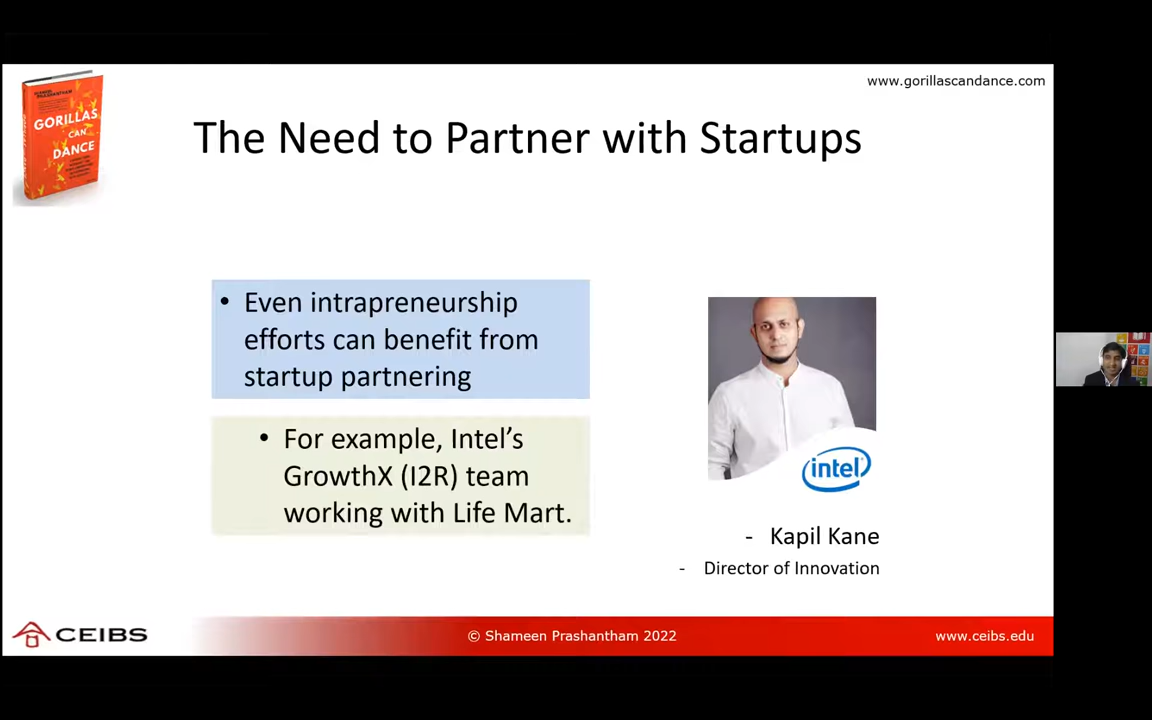 www.gorillascandance.com
GORILLAS
CAN
DANCE
The Need to Partner with Startups
• Even intrapreneurship
efforts can benefit from
startup partnering
• For example, Intel’s
GrowthX (I2R) team
working with Life Mart.
intel
- Kapil Kane
- Director of Innovation
CEIBS
© Shameen Prashantham 2022
www.ceibs.edu